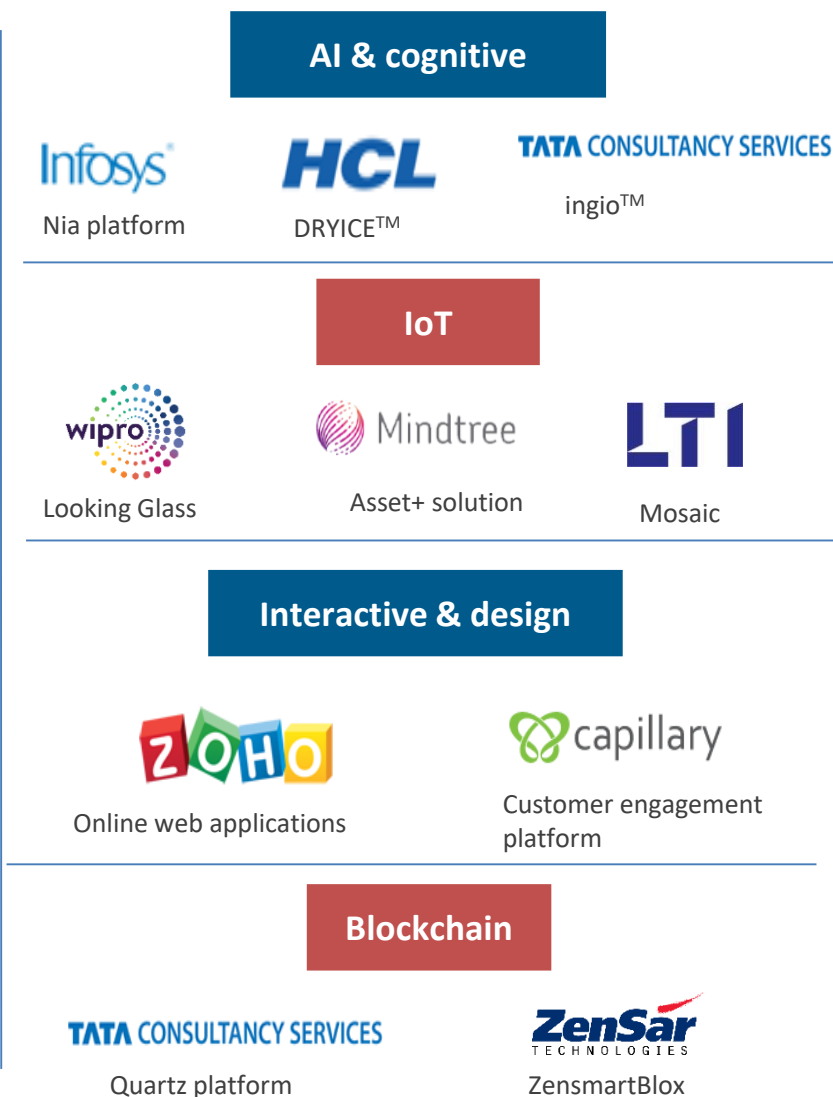 AI & cognitive
Infosys®
HCL
TATA CONSULTANCY SERVICES
Nia platform
DRYICE™
ingio™
IoT
wipro
Mindtree
LTI
Looking Glass
Asset+ solution
Mosaic
Interactive & design
ZOHO
capillary
Online web applications
Customer engagement
platform
Blockchain
TATA CONSULTANCY SERVICES
ZenSar
TECHNOLOGIES
Quartz platform
ZensmartBlox